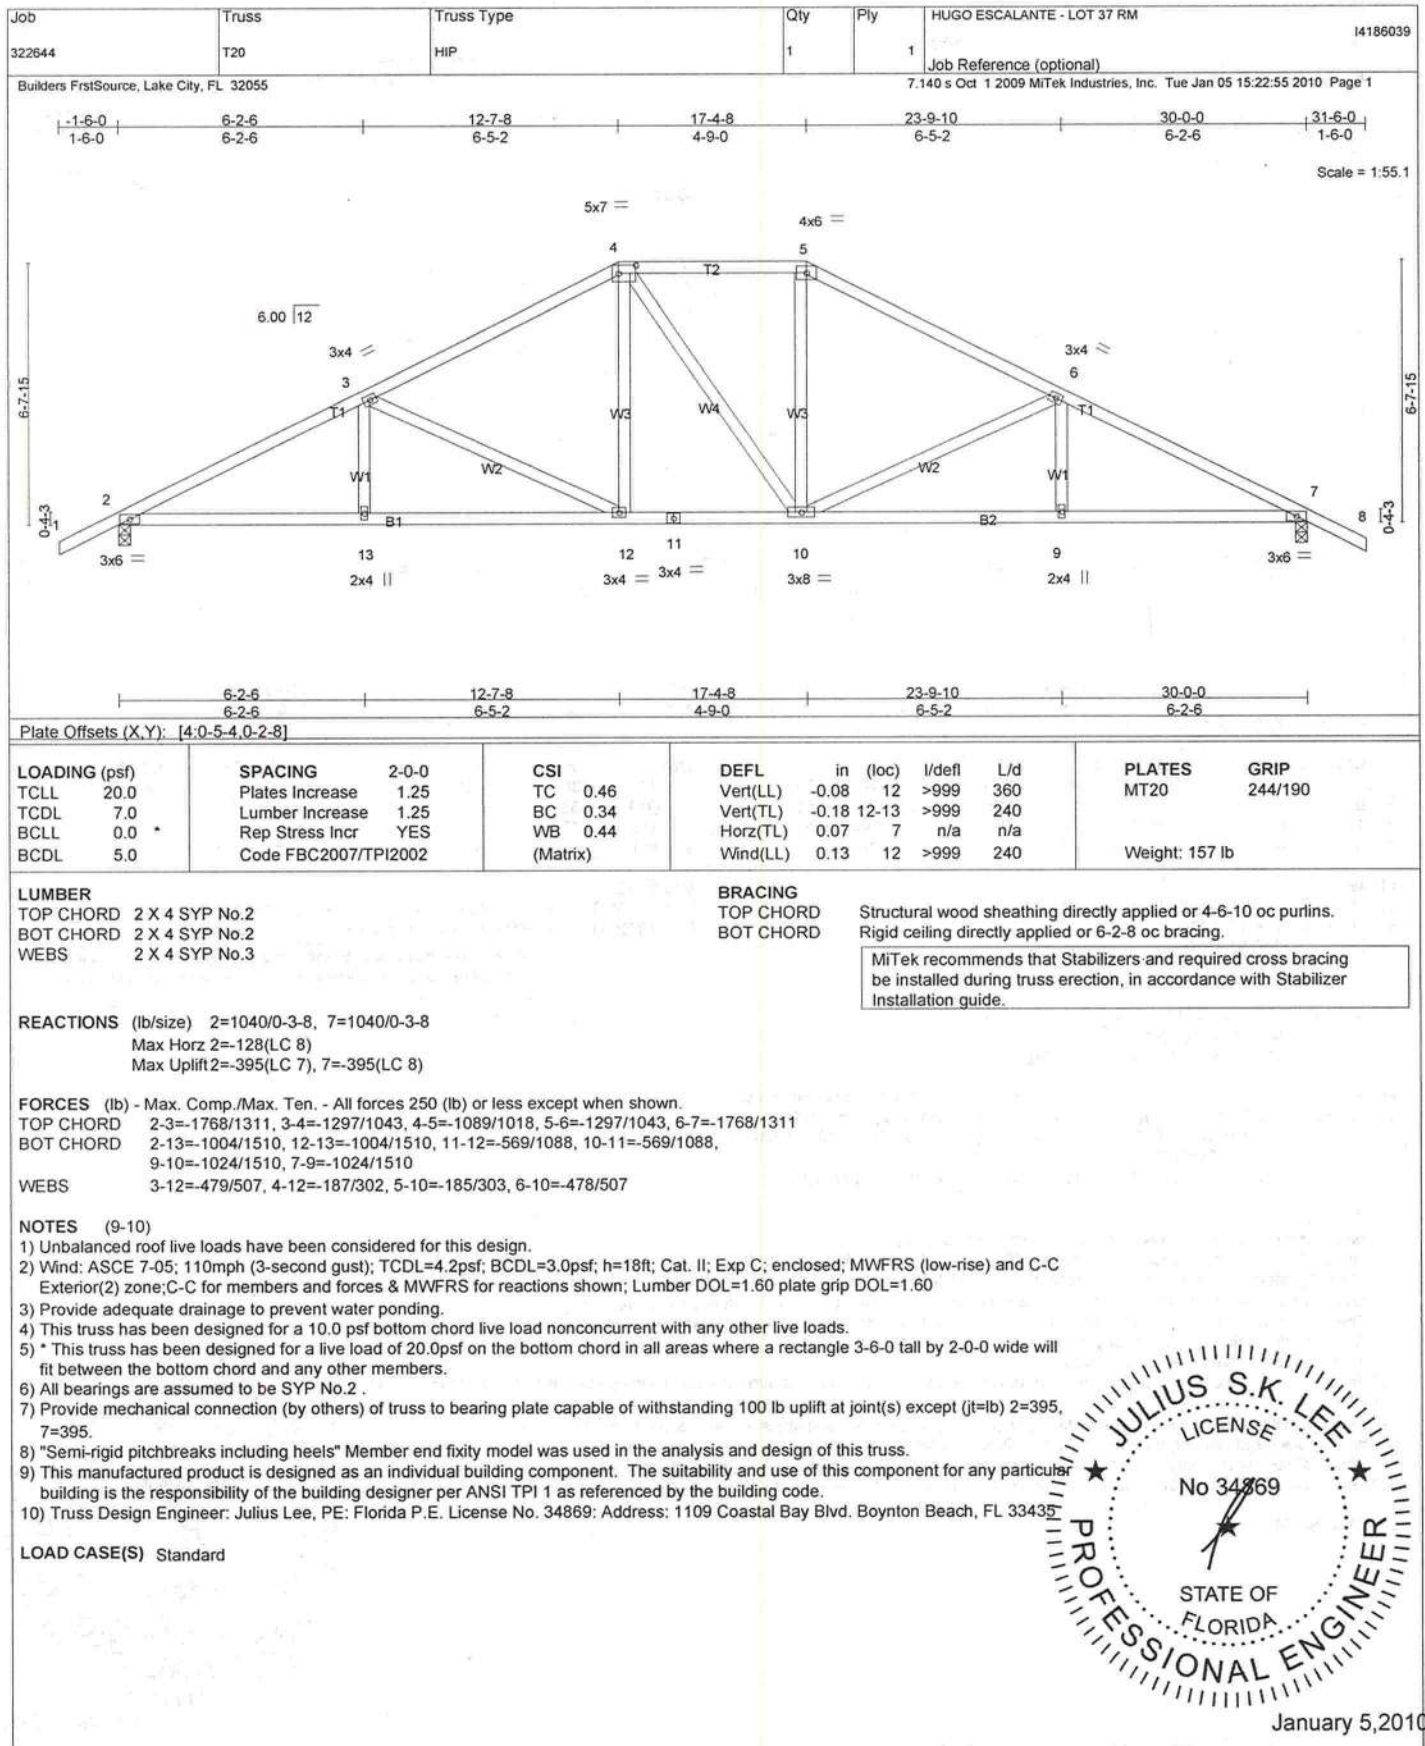 Job Truss Truss Type Qty Ply HUGO ESCALANTE - LOT 37 RM
I4186039
322644 T20 HIP 1 1
Job Reference (optional)
Builders FrstSource, Lake City, FL 32055 7.140 s Oct 1 2009 MiTek Industries, Inc. Tue Jan 05 15:22:55 2010 Page 1
-1-6-0 6-2-6 12-7-8 17-4-8 23-9-10 30-0-0 31-6-0
1-6-0 6-2-6 6-5-2 4-9-0 6-5-2 6-2-6 1-6-0
Scale = 1:55.1
5x7 = 4x6 =
4 5
T2
6.00 12
3x4 3x4
3 6
T1 T1
6-7-15 6-7-15
W3 W4 W3
W1 W2 W2 W1
2 7
0-4-3 1 B1 B2 8 0-4-3
3x6 = 13 12 11 10 9 3x6 =
2x4 || 3x4 = 3x4 = 3x8 = 2x4 ||
6-2-6 12-7-8 17-4-8 23-9-10 30-0-0
6-2-6 6-5-2 4-9-0 6-5-2 6-2-6
Plate Offsets (X,Y): [4:0-5-4,0-2-8]
LOADING (psf) SPACING 2-0-0 CSI DEFL in (loc) l/defl L/d PLATES GRIP
TCLL 20.0 Plates Increase 1.25 TC 0.46 Vert(LL) -0.08 12 >999 360 MT20 244/190
TCDL 7.0 Lumber Increase 1.25 BC 0.34 Vert(TL) -0.18 12-13 >999 240
BCLL 0.0 * Rep Stress Incr YES WB 0.44 Horz(TL) 0.07 7 n/a n/a
BCDL 5.0 Code FBC2007/TPI2002 (Matrix) Wind(LL) 0.13 12 >999 240 Weight: 157 lb
LUMBER
TOP CHORD 2 X 4 SYP No.2
BOT CHORD 2 X 4 SYP No.2
WEBS 2 X 4 SYP No.3
BRACING
TOP CHORD Structural wood sheathing directly applied or 4-6-10 oc purlins.
BOT CHORD Rigid ceiling directly applied or 6-2-8 oc bracing.
MiTek recommends that Stabilizers and required cross bracing
be installed during truss erection, in accordance with Stabilizer
Installation guide.
REACTIONS (lb/size) 2=1040/0-3-8, 7=1040/0-3-8
Max Horz 2=-128(LC 8)
Max Uplift 2=-395(LC 7), 7=-395(LC 8)
FORCES (lb) - Max. Comp./Max. Ten. - All forces 250 (lb) or less except when shown.
TOP CHORD 2-3=-1768/1311, 3-4=-1297/1043, 4-5=-1089/1018, 5-6=-1297/1043, 6-7=-1768/1311
BOT CHORD 2-13=-1004/1510, 12-13=-1004/1510, 11-12=-569/1088, 10-11=-569/1088,
9-10=-1024/1510, 7-9=-1024/1510
WEBS 3-12=-479/507, 4-12=-187/302, 5-10=-185/303, 6-10=-478/507
NOTES (9-10)
1) Unbalanced roof live loads have been considered for this design.
2) Wind: ASCE 7-05; 110mph (3-second gust); TCDL=4.2psf; BCDL=3.0psf; h=18ft; Cat. II; Exp C; enclosed; MWFRS (low-rise) and C-C
Exterior(2) zone;C-C for members and forces & MWFRS for reactions shown; Lumber DOL=1.60 plate grip DOL=1.60
3) Provide adequate drainage to prevent water ponding.
4) This truss has been designed for a 10.0 psf bottom chord live load nonconcurrent with any other live loads.
5) * This truss has been designed for a live load of 20.0psf on the bottom chord in all areas where a rectangle 3-6-0 tall by 2-0-0 wide will
fit between the bottom chord and any other members.
6) All bearings are assumed to be SYP No.2 .
7) Provide mechanical connection (by others) of truss to bearing plate capable of withstanding 100 lb uplift at joint(s) except (jt=lb) 2=395,
7=395.
8) "Semi-rigid pitchbreaks including heels" Member end fixity model was used in the analysis and design of this truss.
9) This manufactured product is designed as an individual building component. The suitability and use of this component for any particular
building is the responsibility of the building designer per ANSI TPI 1 as referenced by the building code.
10) Truss Design Engineer: Julius Lee, PE: Florida P.E. License No. 34869: Address: 1109 Coastal Bay Blvd. Boynton Beach, FL 33435
LOAD CASE(S) Standard
JULIUS S.K. LEE
LICENSE
No 34869
STATE OF
FLORIDA
PROFESSIONAL ENGINEER
January 5,2010